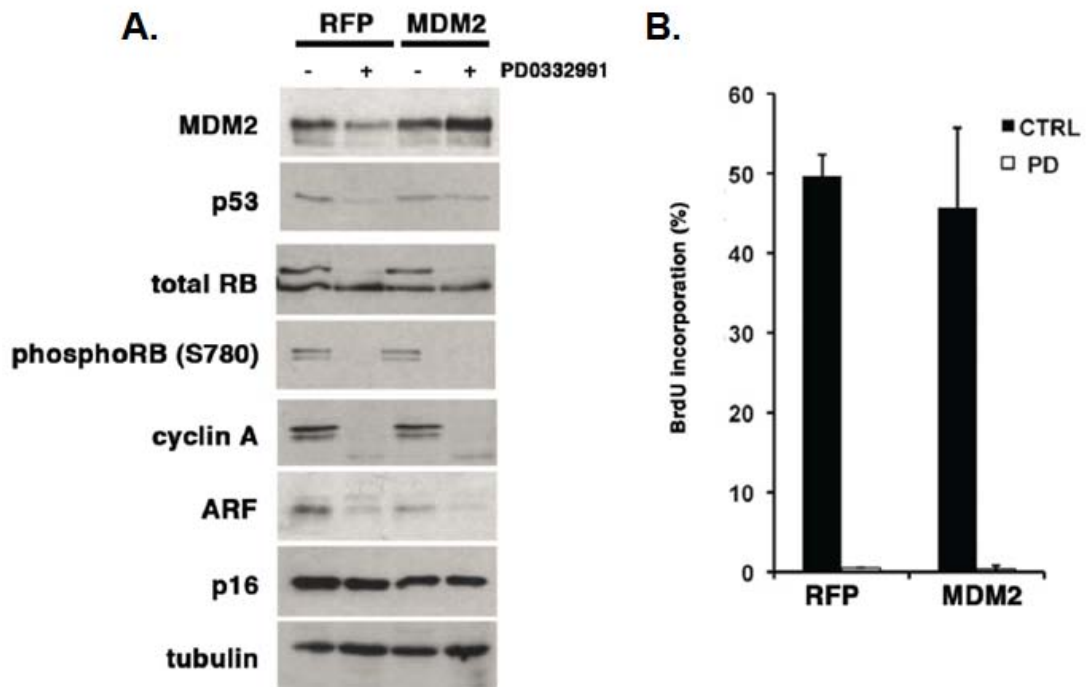 A.
RFP MDM2
- + - + PD0332991
MDM2
p53
total RB
phosphoRB (S780)
cyclin A
ARF
p16
tubulin
B.
60
50
40
30
20
10
0
BrdU incorporation (%)
CTRL
PD
RFP MDM2